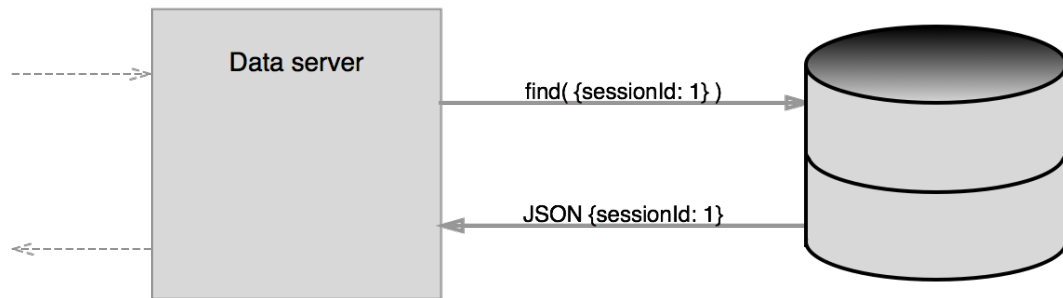 Data server
find( {sessionId: 1} )
JSON {sessionId: 1}